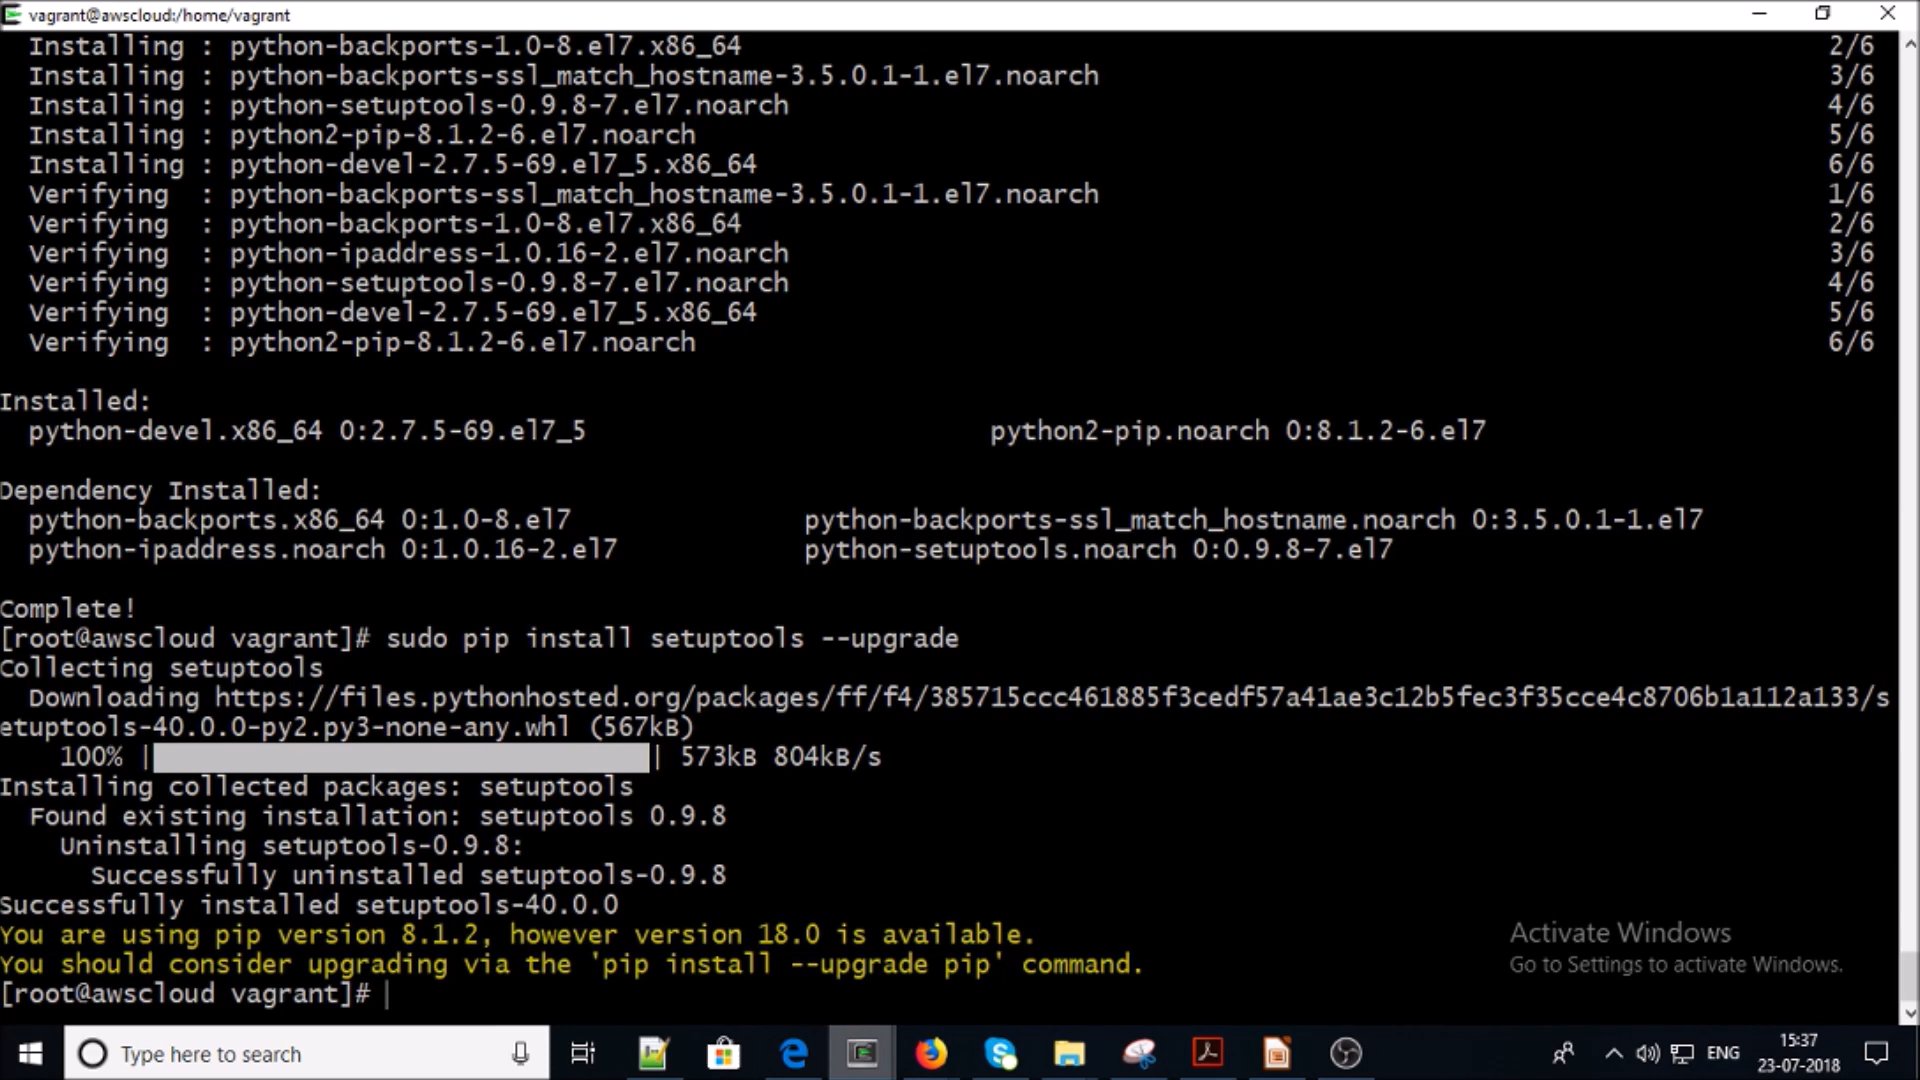 vagrant@awscloud:/home/vagrant
Installing : python-backports-1.0-8.el7.x86_64 2/6
Installing : python-backports-ssl_match_hostname-3.5.0.1-1.el7.noarch 3/6
Installing : python-setuptools-0.9.8-7.el7.noarch 4/6
Installing : python2-pip-8.1.2-6.el7.noarch 5/6
Installing : python-devel-2.7.5-69.el7_5.x86_64 6/6
Verifying : python-backports-ssl_match_hostname-3.5.0.1-1.el7.noarch 1/6
Verifying : python-backports-1.0-8.el7.x86_64 2/6
Verifying : python-ipaddress-1.0.16-2.el7.noarch 3/6
Verifying : python-setuptools-0.9.8-7.el7.noarch 4/6
Verifying : python-devel-2.7.5-69.el7_5.x86_64 5/6
Verifying : python2-pip-8.1.2-6.el7.noarch 6/6
Installed:
python-devel.x86_64 0:2.7.5-69.el7_5 python2-pip.noarch 0:8.1.2-6.el7
Dependency Installed:
python-backports.x86_64 0:1.0-8.el7 python-backports-ssl_match_hostname.noarch 0:3.5.0.1-1.el7
python-ipaddress.noarch 0:1.0.16-2.el7 python-setuptools.noarch 0:0.9.8-7.el7
Complete!
[root@awscloud vagrant]# sudo pip install setuptools --upgrade
Collecting setuptools
Downloading https://files.pythonhosted.org/packages/ff/f4/385715ccc461885f3cedf57a41ae3c12b5fec3f35cce4c8706b1a112a133/s
etuptools-40.0.0-py2.py3-none-any.whl (567kB)
100% | | 573kB 804kB/s
Installing collected packages: setuptools
Found existing installation: setuptools 0.9.8
Uninstalling setuptools-0.9.8:
Successfully uninstalled setuptools-0.9.8
Successfully installed setuptools-40.0.0
You are using pip version 8.1.2, however version 18.0 is available.
You should consider upgrading via the 'pip install --upgrade pip' command.
[root@awscloud vagrant]#
Activate Windows
Go to Settings to activate Windows.
Type here to search
ENG
15:37
23-07-2018